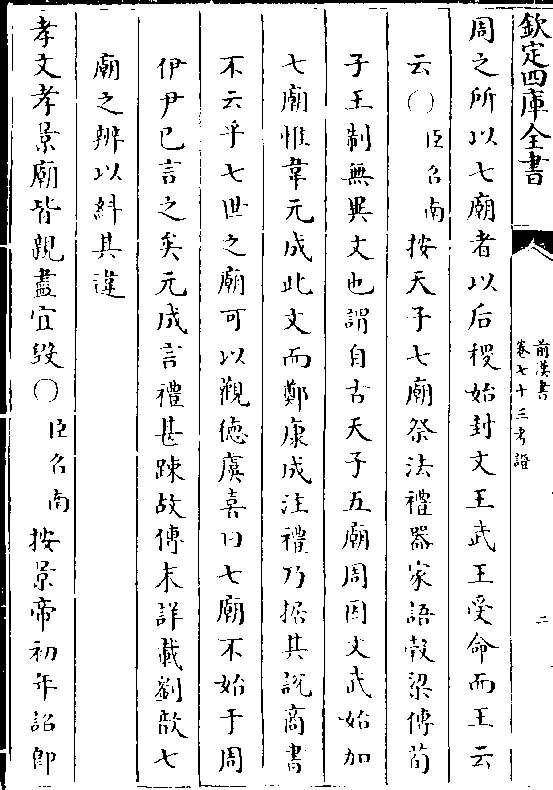 欽定四庫全書
前漢書
卷七十三考證
二
周之所以七廟者以后稷始封文王武王受命而王云
云〇臣召南按天子七廟祭法禮器家語穀梁傳荀
子王制無異文也謂自古天子五廟周因文武始加
七廟惟韋元成此文而鄭康成注禮乃据其說商書
不云乎七世之廟可以觀德虞喜曰七廟不始于周
伊尹已言之矣元成言禮甚踈故傳末詳載劉歆七
廟之辨以糾其違
孝文孝景廟皆親盡宜毀〇臣召南按景帝初年詔卽